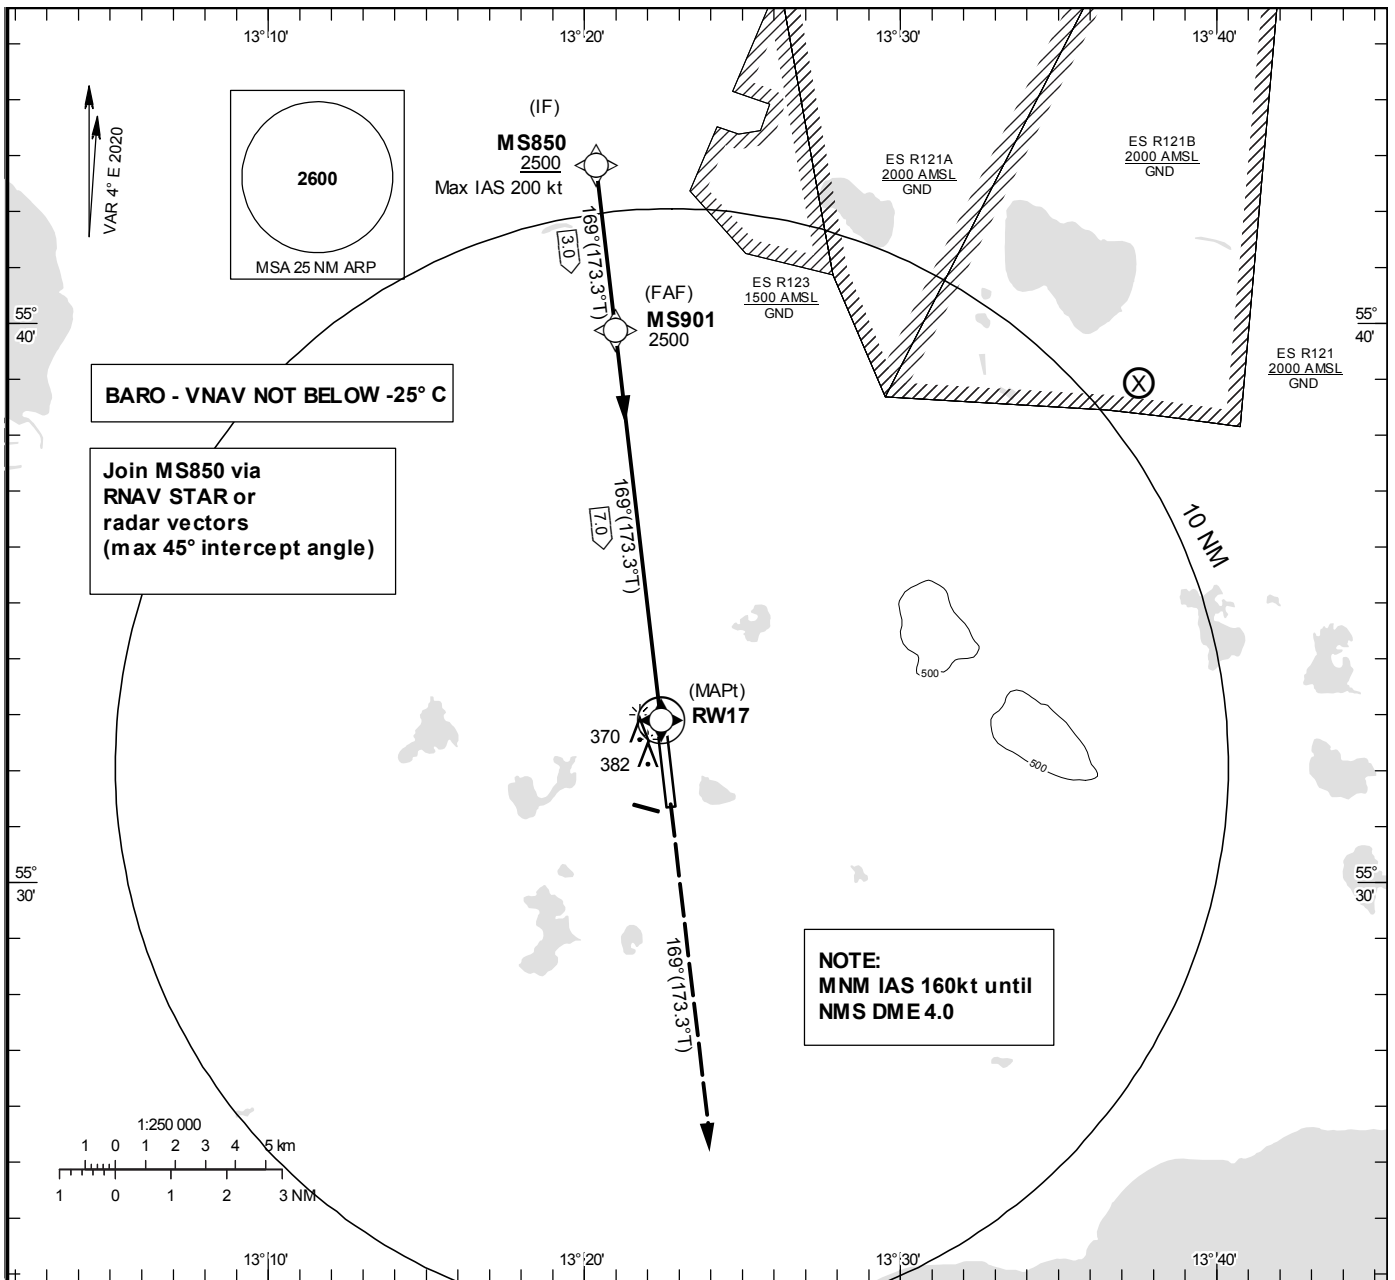 13°10'
13°20'
13°30'
13°40'
VAR 4° E 2020
2600
MSA 25 NM ARP
(IF)
MS850
2500
Max IAS 200 kt
169°(173.3°T)
3.0
(FAF)
MS901
2500
ES R121A
2000 AMSL
GND
ES R121B
2000 AMSL
GND
ES R123
1500 AMSL
GND
ES R121
2000 AMSL
GND
X
55°
40'
55°
40'
BARO - VNAV NOT BELOW -25° C
Join MS850 via
RNAV STAR or
radar vectors
(max 45° intercept angle)
169°(173.3°T)
7.0
10 NM
500
500
(MAPt)
RW17
370
382
55°
30'
55°
30'
169°(173.3°T)
NOTE:
MNM IAS 160kt until
NMS DME 4.0
1:250 000
1 0 1 2 3 4 5 km
1 0 1 2 3 NM
13°10'
13°20'
13°30'
13°40'